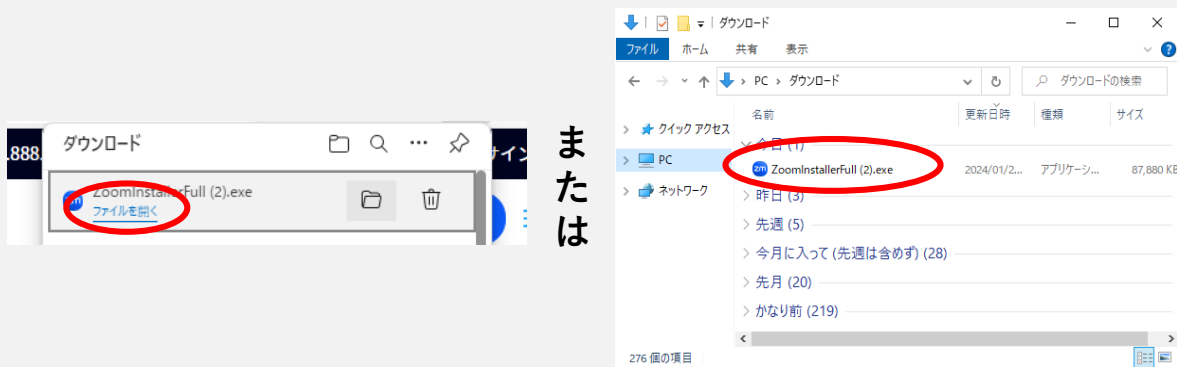 .888.
ダウンロード
サイン
zm
ZoomInstallerFull (2).exe
ファイルを開く
または
ダウンロード
ファイル ホーム 共有 表示
PC › ダウンロード
ダウンロードの検索
名前 更新日時 種類 サイズ
クイック アクセス
PC
ネットワーク
今日 (1)
zm ZoomInstallerFull (2).exe 2024/01/2... アプリケーシ... 87,880 KB
昨日 (3)
先週 (5)
今月に入って (先週は含めず) (28)
先月 (20)
かなり前 (219)
276 個の項目